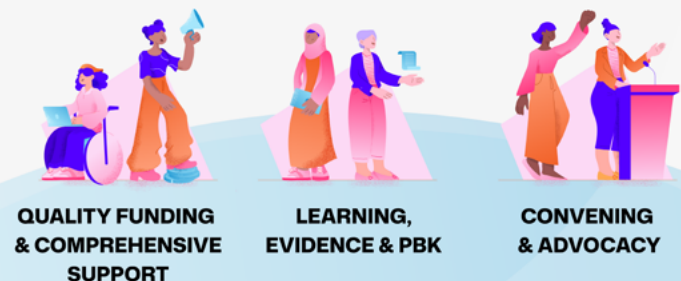 QUALITY FUNDING
& COMPREHENSIVE
SUPPORT
LEARNING,
EVIDENCE & PBK
CONVENING
& ADVOCACY